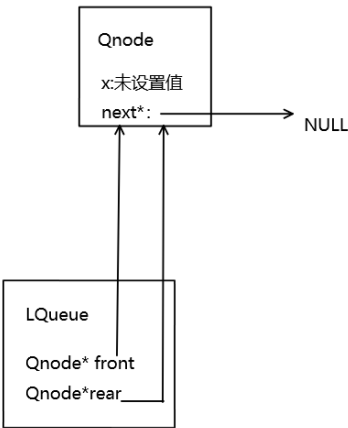 Qnode
x:未设置值
next*:
NULL
LQueue
Qnode* front
Qnode*rear